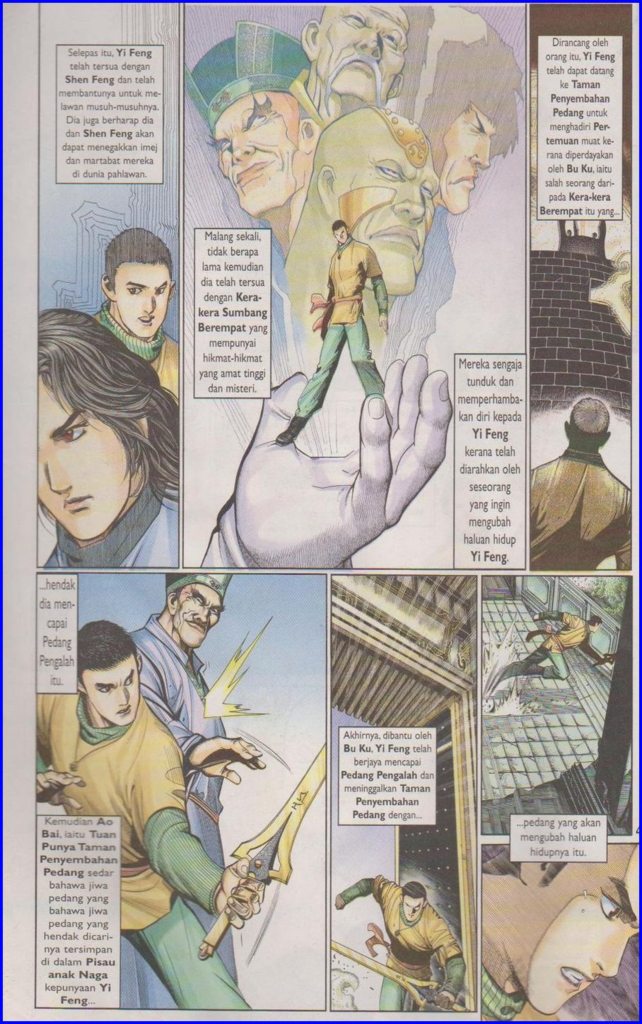 Selepas itu, Yi Feng
telah tersua dengan
Shen Feng dan telah
membantunya untuk me-
lawan musuh-musuhnya.
Dia juga berharap dia
dan Shen Feng akan
dapat menegakkan imej
dan martabat mereka
di dunia pahlawan.
Malang sekali,
tidak berapa
lama kemudian
dia telah tersua
dengan Kera-
kera Sumbang
Berempat yang
mempunyai
hikmat-hikmat
yang amat tinggi
dan misteri.
Mereka sengaja
tunduk dan
memperhamba-
kan diri kepada
Yi Feng
kerana telah
diarahkan oleh
seseorang
yang ingin
mengubah
haluan hidup
Yi Feng.
Dirancang oleh
orang itu, Yi Feng
telah dapat datang
ke Taman
Penyembahan
Pedang untuk
menghadiri Per-
temuan muat ke-
rana diperdayakan
oleh Bu Ku, iaitu
salah seorang dari-
pada Kera-kera
Berempat itu yang...
...hendak
dia men-
capai
Pedang
Pengalah
itu.
Kemudian Ao
Bai, iaitu Tuan
Punya Taman
Penyembahan
Pedang sedar
bahawa jiwa
pedang yang
bahawa jiwa
pedang yang
hendak dicari-
nya tersimpan
di dalam Pisau
anak Naga
kepunyaan Yi
Feng...
Akhirnya, dibantu oleh
Bu Ku, Yi Feng telah
berjaya mencapai
Pedang Pengalah dan
meninggalkan Taman
Penyembahan
Pedang dengan...
...pedang yang akan
mengubah haluan
hidupnya itu.